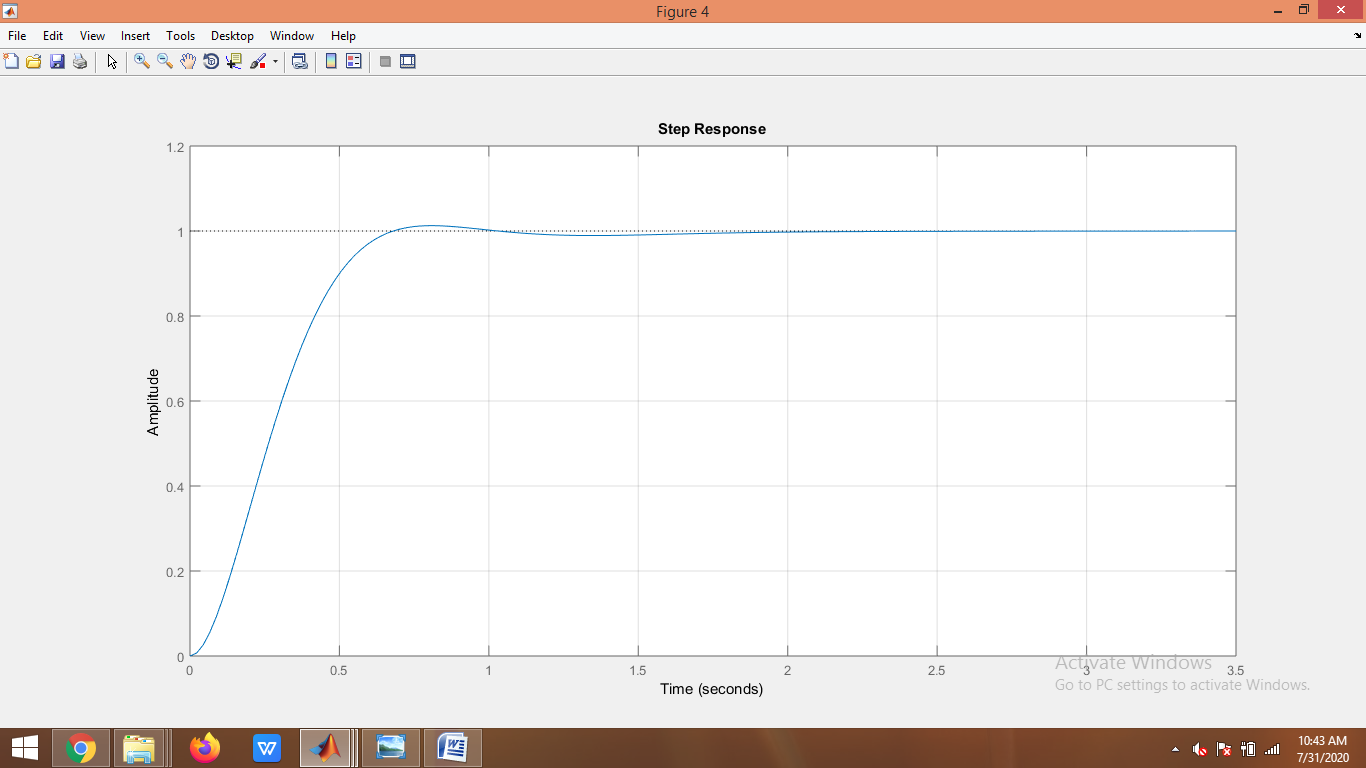 Figure 4
File Edit View Insert Tools Desktop Window Help
Step Response
1.2
1
0.8
0.6
0.4
0.2
0
Amplitude
0 0.5 1 1.5 2 2.5 3 3.5
Time (seconds)
Activate Windows
Go to PC settings to activate Windows.
10:43 AM
7/31/2020